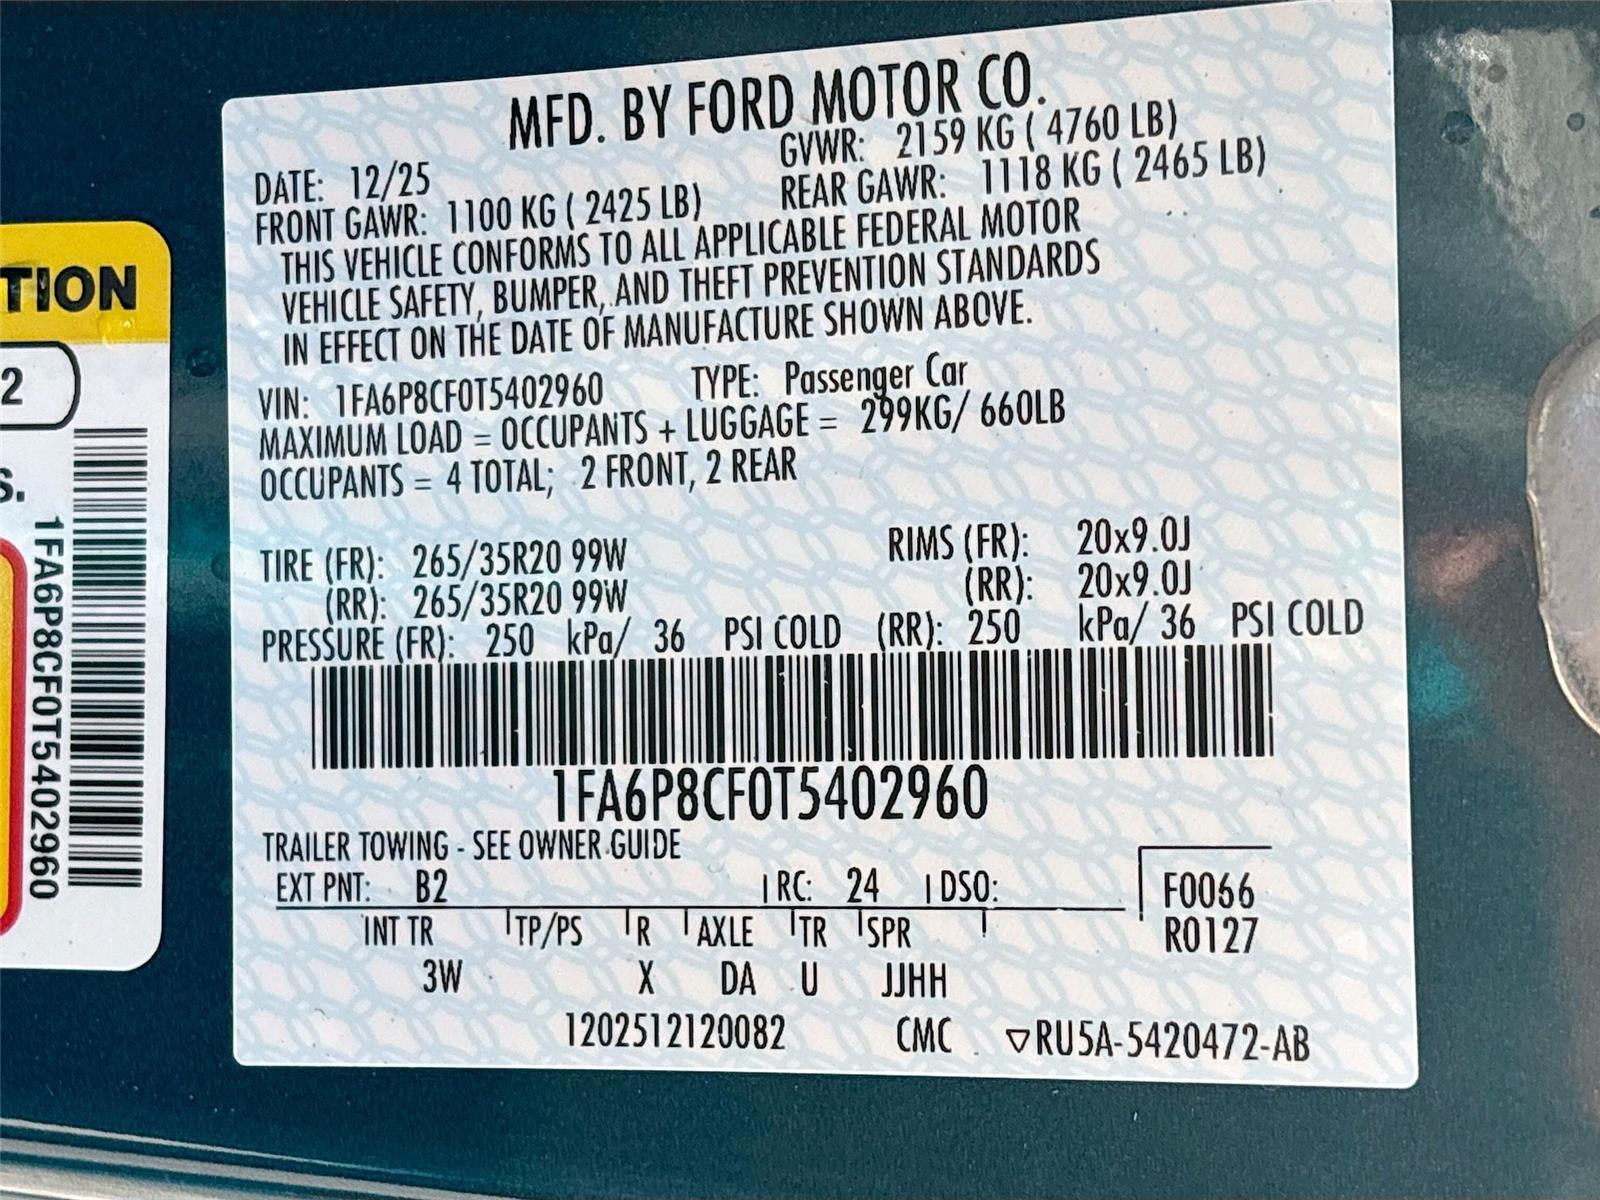 MFD. BY FORD MOTOR CO.
DATE: 12/25 GVWR: 2159 KG ( 4760 LB)
FRONT GAWR: 1100 KG ( 2425 LB) REAR GAWR: 1118 KG ( 2465 LB)
THIS VEHICLE CONFORMS TO ALL APPLICABLE FEDERAL MOTOR
VEHICLE SAFETY, BUMPER, AND THEFT PREVENTION STANDARDS
IN EFFECT ON THE DATE OF MANUFACTURE SHOWN ABOVE.
VIN: 1FA6P8CF0T5402960 TYPE: Passenger Car
MAXIMUM LOAD = OCCUPANTS + LUGGAGE = 299KG/ 660LB
OCCUPANTS = 4 TOTAL; 2 FRONT, 2 REAR
TIRE (FR): 265/35R20 99W RIMS (FR): 20x9.0J
(RR): 265/35R20 99W (RR): 20x9.0J
PRESSURE (FR): 250 kPa/ 36 PSI COLD (RR): 250 kPa/ 36 PSI COLD
1FA6P8CF0T5402960
TRAILER TOWING - SEE OWNER GUIDE
EXT PNT: B2 RC: 24 DSO: F0066
INT TR TP/PS R AXLE TR SPR R0127
3W X DA U JJHH
1202512120082 CMC ▽RU5A-5420472-AB
TION
2
S.
1FA6P8CF0T5402960